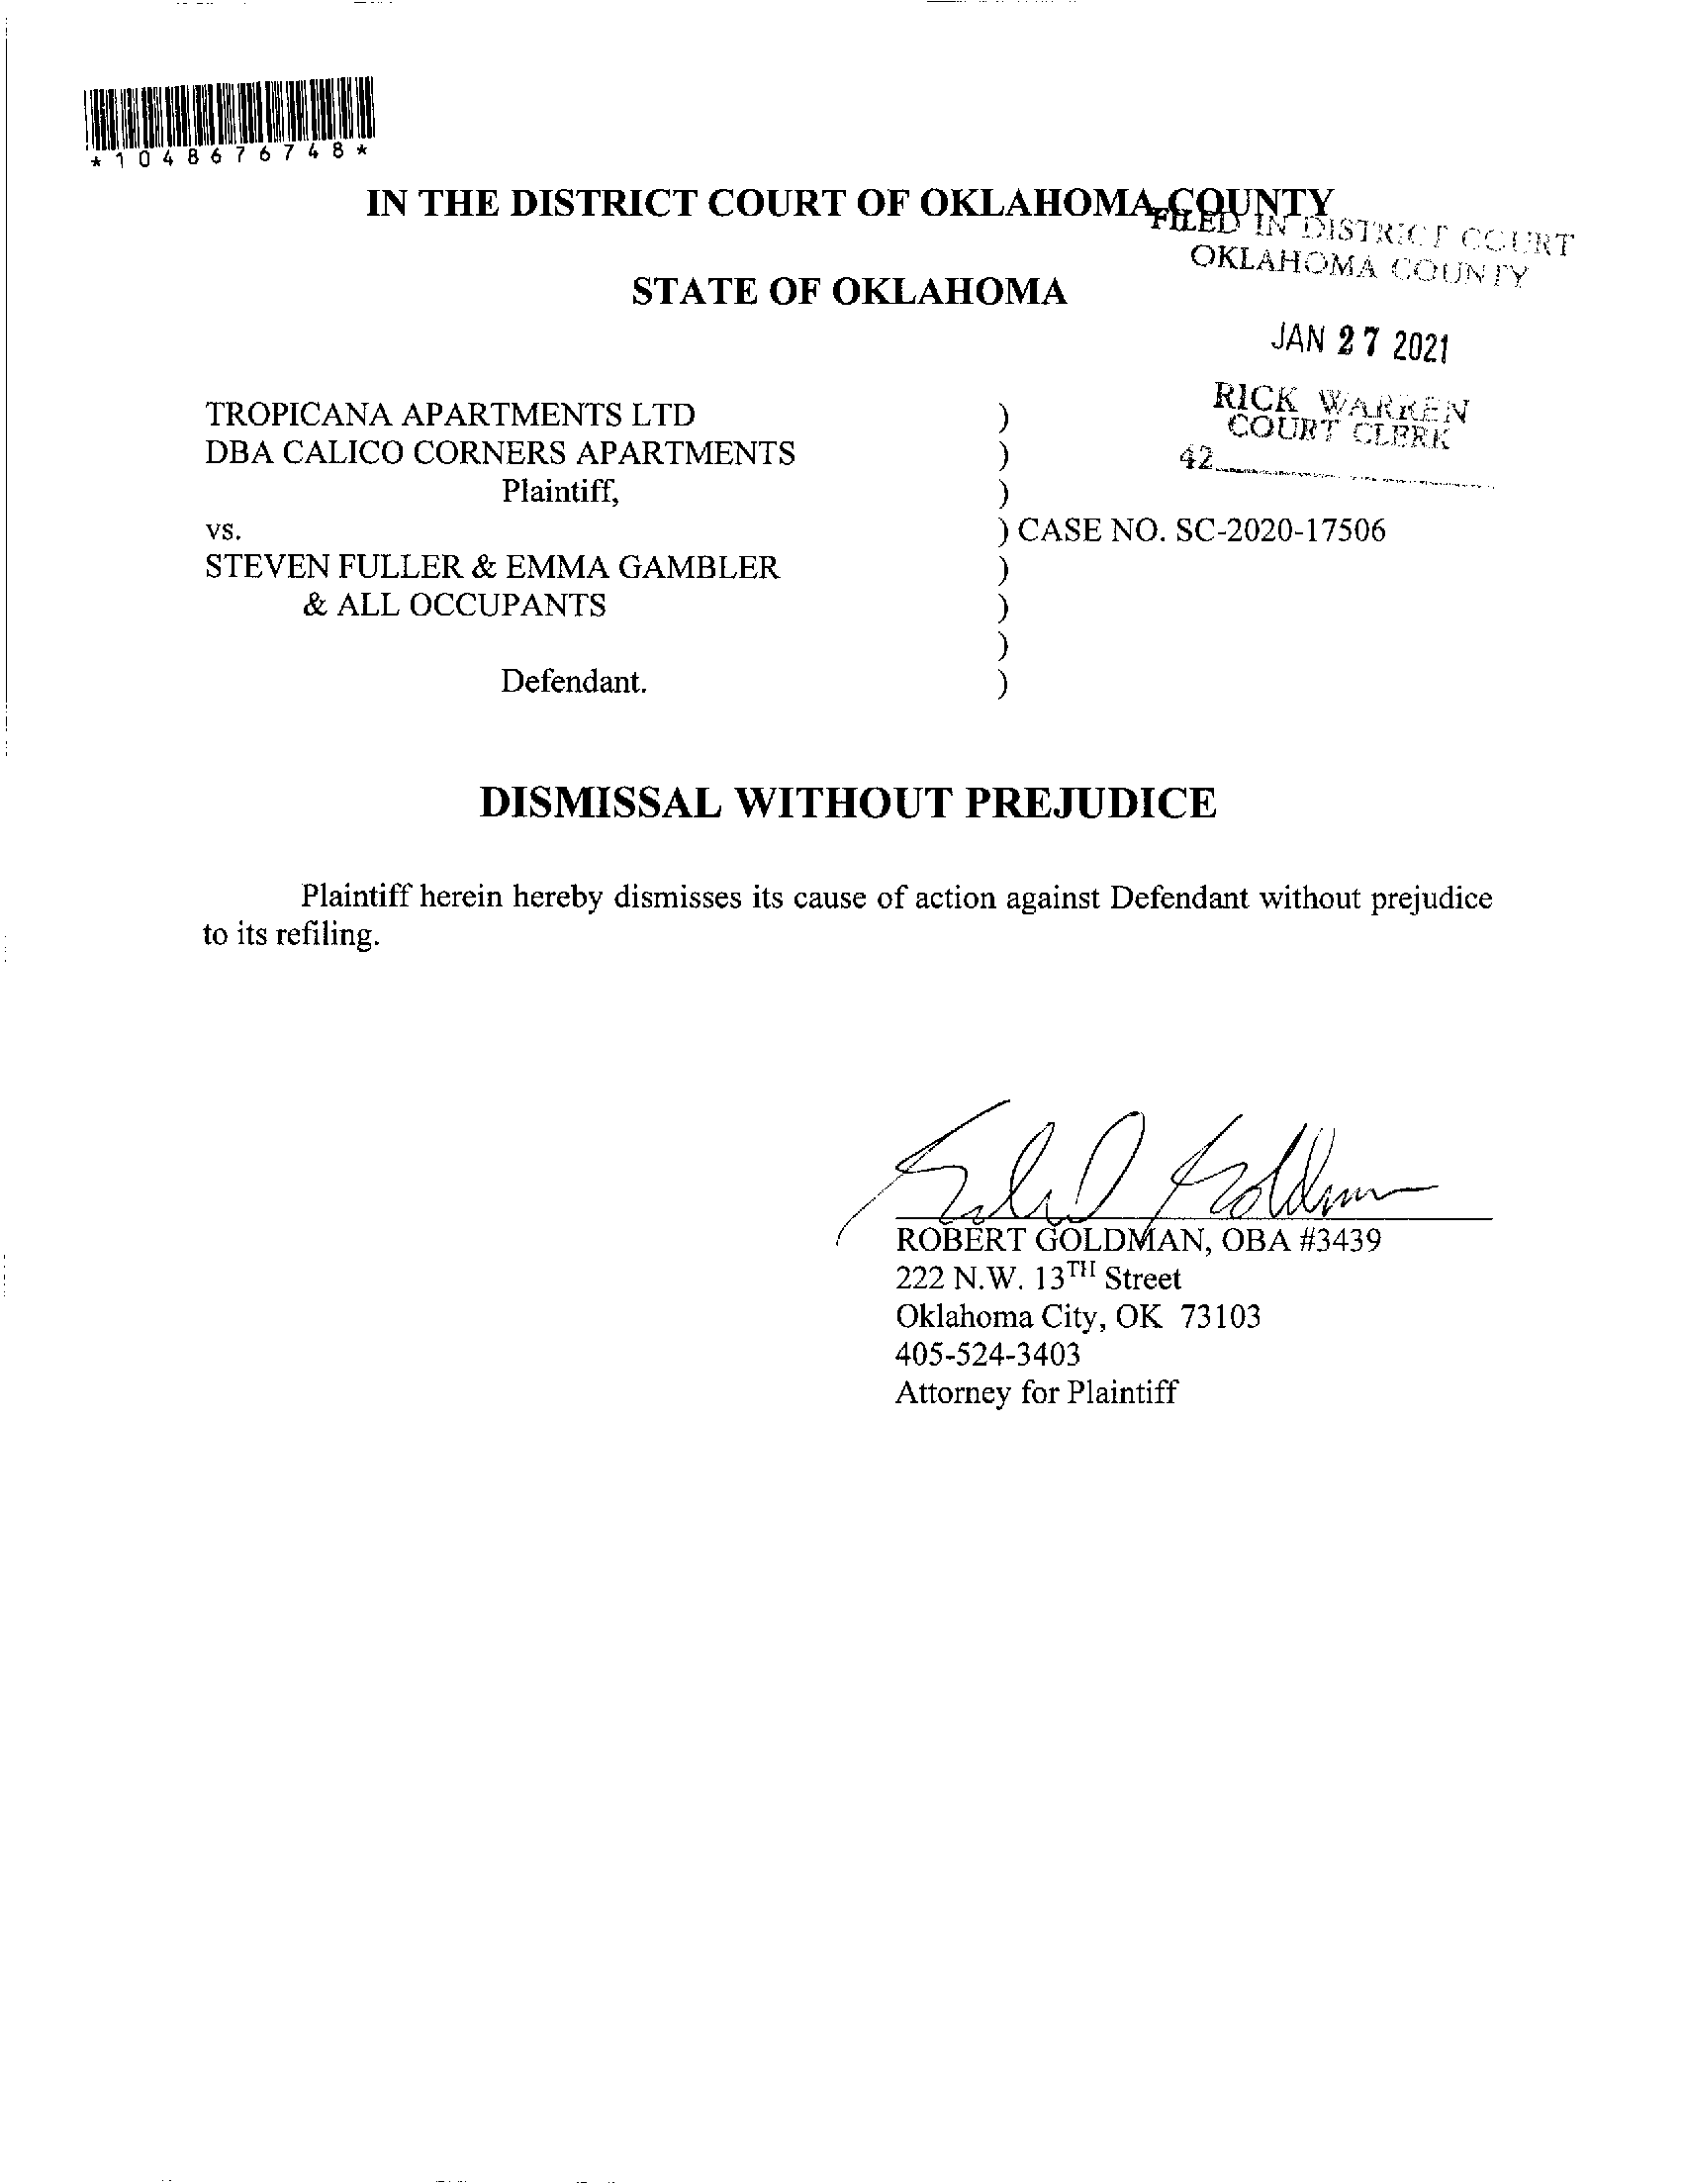 *1048676748*
IN THE DISTRICT COURT OF OKLAHOMA COUNTY
FILED IN DISTRICT COURT
OKLAHOMA COUNTY
STATE OF OKLAHOMA
JAN 27 2021
RICK WARREN
COURT CLERK
42
TROPICANA APARTMENTS LTD )
DBA CALICO CORNERS APARTMENTS )
Plaintiff, )
vs. ) CASE NO. SC-2020-17506
STEVEN FULLER & EMMA GAMBLER )
& ALL OCCUPANTS )
)
Defendant. )
DISMISSAL WITHOUT PREJUDICE
Plaintiff herein hereby dismisses its cause of action against Defendant without prejudice
to its refiling.
ROBERT GOLDMAN, OBA #3439
222 N.W. 13TH Street
Oklahoma City, OK 73103
405-524-3403
Attorney for Plaintiff